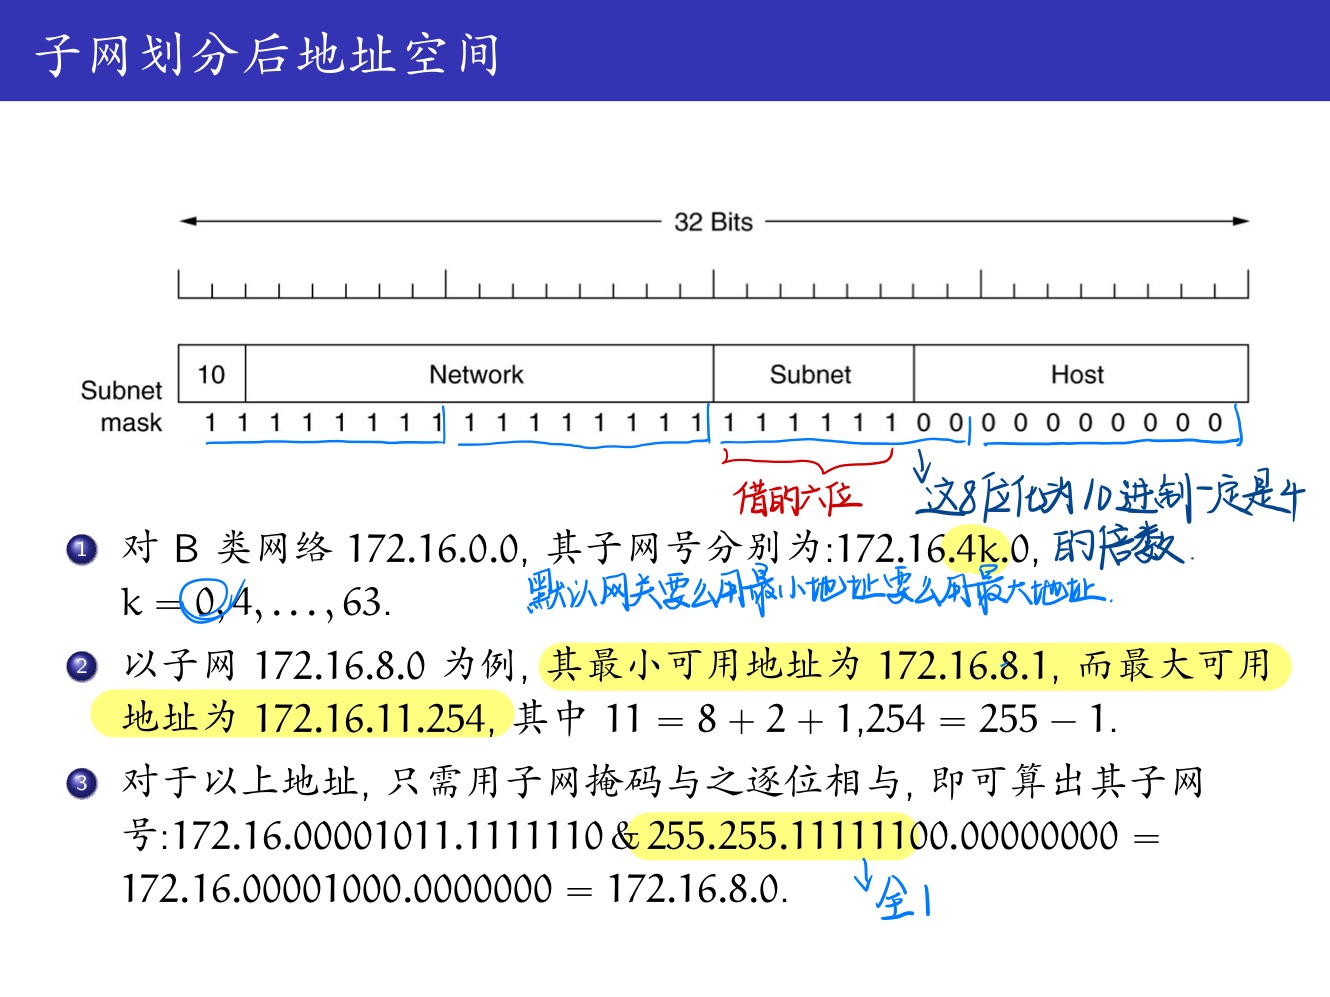 子网划分后地址空间
32 Bits
10 Network Subnet Host
Subnet
mask 1 1 1 1 1 1 1 1 1 1 1 1 1 1 1 1 1 1 1 1 1 1 0 0 0 0 0 0 0 0 0 0
借的六位
这8位化为10进制一定是4
的倍数.
1 对 B 类网络 172.16.0.0, 其子网号分别为:172.16.4k.0,
k = 0,4,...,63.
默认网关要么用最小地址要么用最大地址.
2 以子网 172.16.8.0 为例, 其最小可用地址为 172.16.8.1, 而最大可用
地址为 172.16.11.254, 其中 11 = 8 + 2 + 1,254 = 255 − 1.
3 对于以上地址, 只需用子网掩码与之逐位相与, 即可算出其子网
号:172.16.00001011.1111110 & 255.255.11111100.00000000 =
172.16.00001000.0000000 = 172.16.8.0.
全1